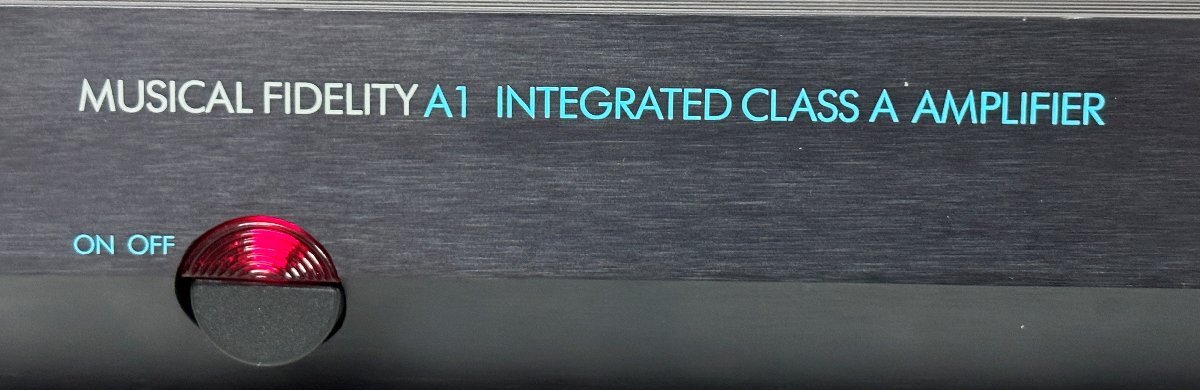 MUSICAL FIDELITY A1 INTEGRATED CLASS A AMPLIFIER
ON OFF